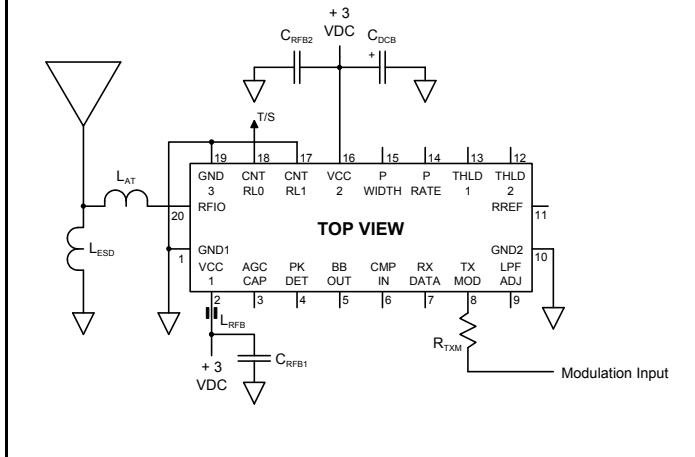 + 3
VDC
CRFB2
CDCB
+
T/S
19
18
17
16
15
14
13
12
GND
3
CNT
RL0
CNT
RL1
VCC
2
P
WIDTH
P
RATE
THLD
1
THLD
2
LAT
20
RFIO
RREF
11
TOP VIEW
LESD
1
GND1
GND2
10
VCC
1
AGC
CAP
PK
DET
BB
OUT
CMP
IN
RX
DATA
TX
MOD
LPF
ADJ
2
3
4
5
6
7
8
9
LRFB
RTXM
+ 3
VDC
CRFB1
Modulation Input